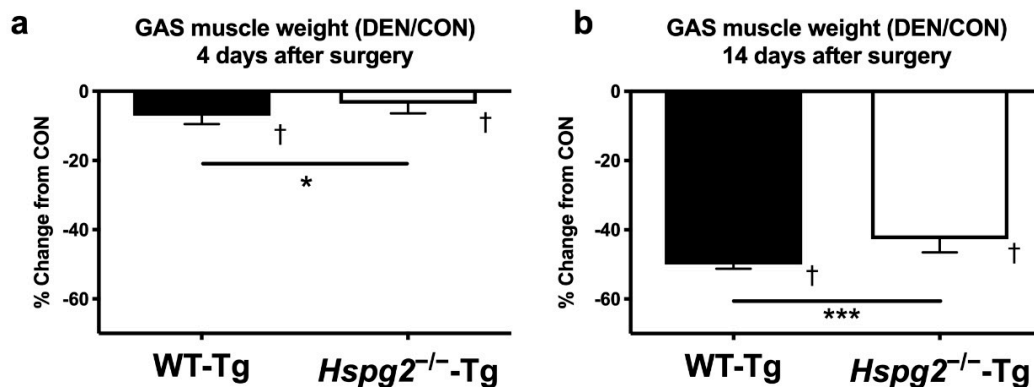 a
GAS muscle weight (DEN/CON)
4 days after surgery
% Change from CON
0
-20
-40
-60
†
†
*
WT-Tg
Hspg2⁻/⁻-Tg
b
GAS muscle weight (DEN/CON)
14 days after surgery
% Change from CON
0
-20
-40
-60
†
†
***
WT-Tg
Hspg2⁻/⁻-Tg